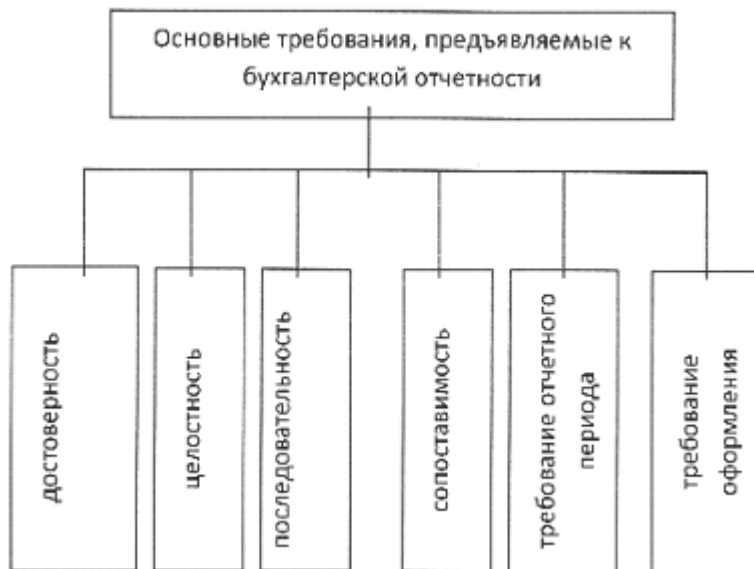 Основные требования, предъявляемые к
бухгалтерской отчетности
достоверность
целостность
последовательность
сопоставимость
требование отчетного
периода
требование
оформления